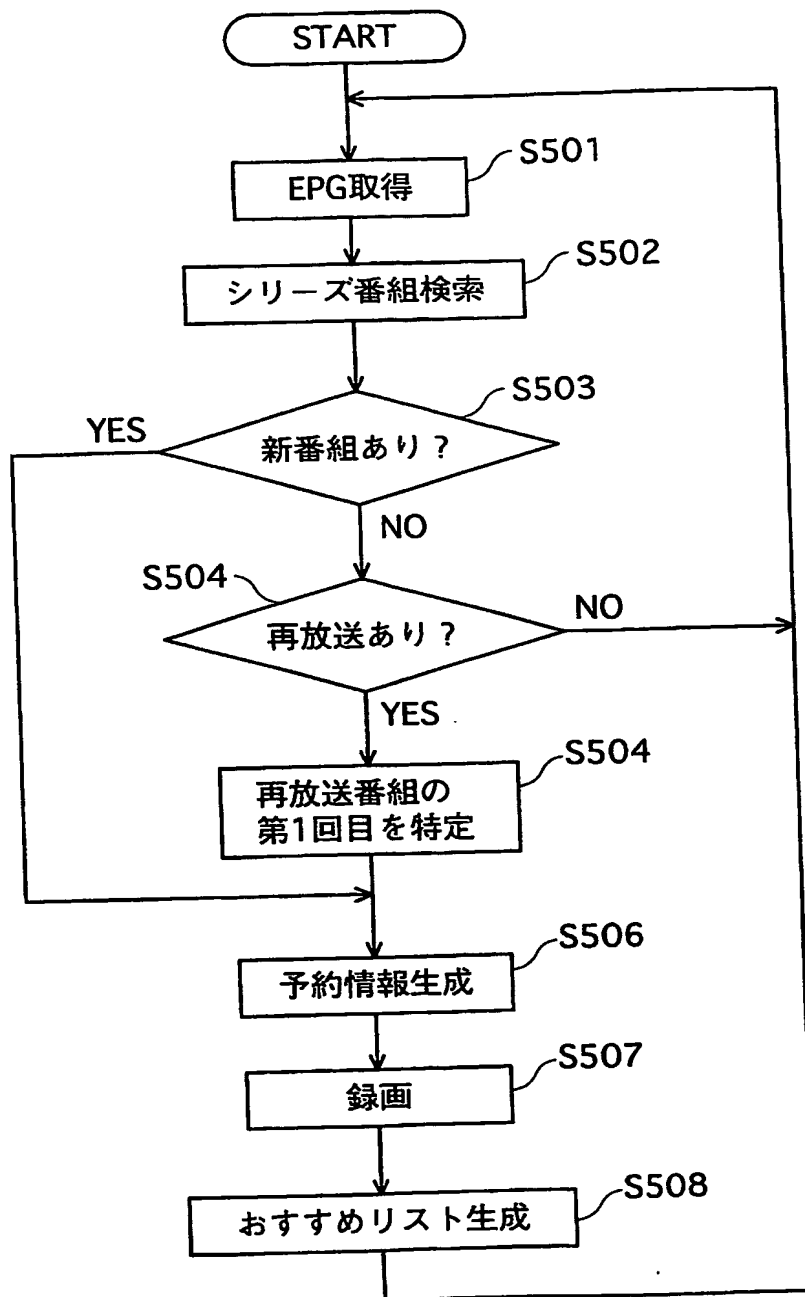 START
S501
EPG取得
S502
シリーズ番組検索
S503
YES
新番組あり？
NO
S504
再放送あり？
NO
YES
S504
再放送番組の
第1回目を特定
S506
予約情報生成
S507
録画
S508
おすすめリスト生成